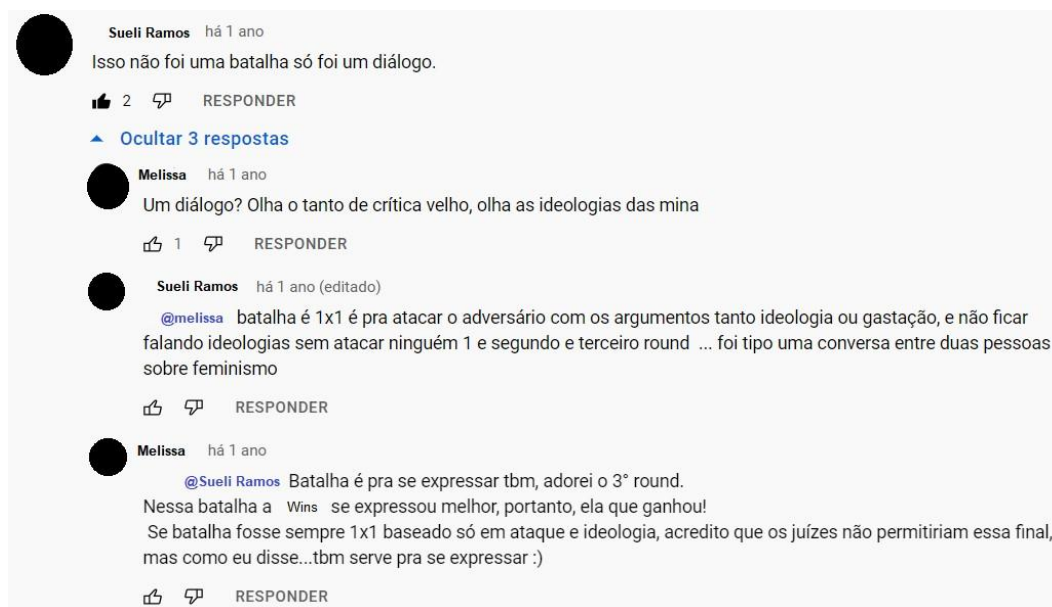 Sueli Ramos há 1 ano
Isso não foi uma batalha só foi um diálogo.
2 RESPONDER
Ocultar 3 respostas
Melissa há 1 ano
Um diálogo? Olha o tanto de crítica velho, olha as ideologias das mina
1 RESPONDER
Sueli Ramos há 1 ano (editado)
@melissa batalha é 1x1 é pra atacar o adversário com os argumentos tanto ideologia ou gastação, e não ficar
falando ideologias sem atacar ninguém 1 e segundo e terceiro round ... foi tipo uma conversa entre duas pessoas
sobre feminismo
RESPONDER
Melissa há 1 ano
@Sueli Ramos Batalha é pra se expressar tbm, adorei o 3° round.
Nessa batalha a Wins se expressou melhor, portanto, ela que ganhou!
Se batalha fosse sempre 1x1 baseado só em ataque e ideologia, acredito que os juízes não permitiriam essa final,
mas como eu disse...tbm serve pra se expressar :)
RESPONDER